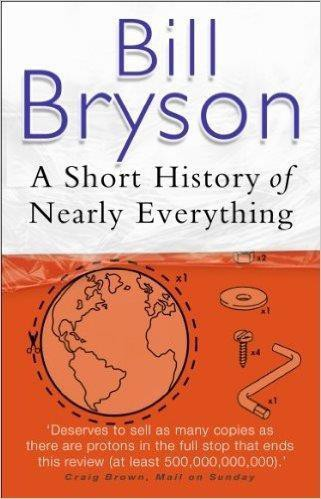 Bill
Bryson
A Short History of
Nearly Everything
x2
x1
x4
x1
x1
‘Deserves to sell as many copies as
there are protons in the full stop that ends
this review (at least 500,000,000,000).’
Craig Brown, Mail on Sunday